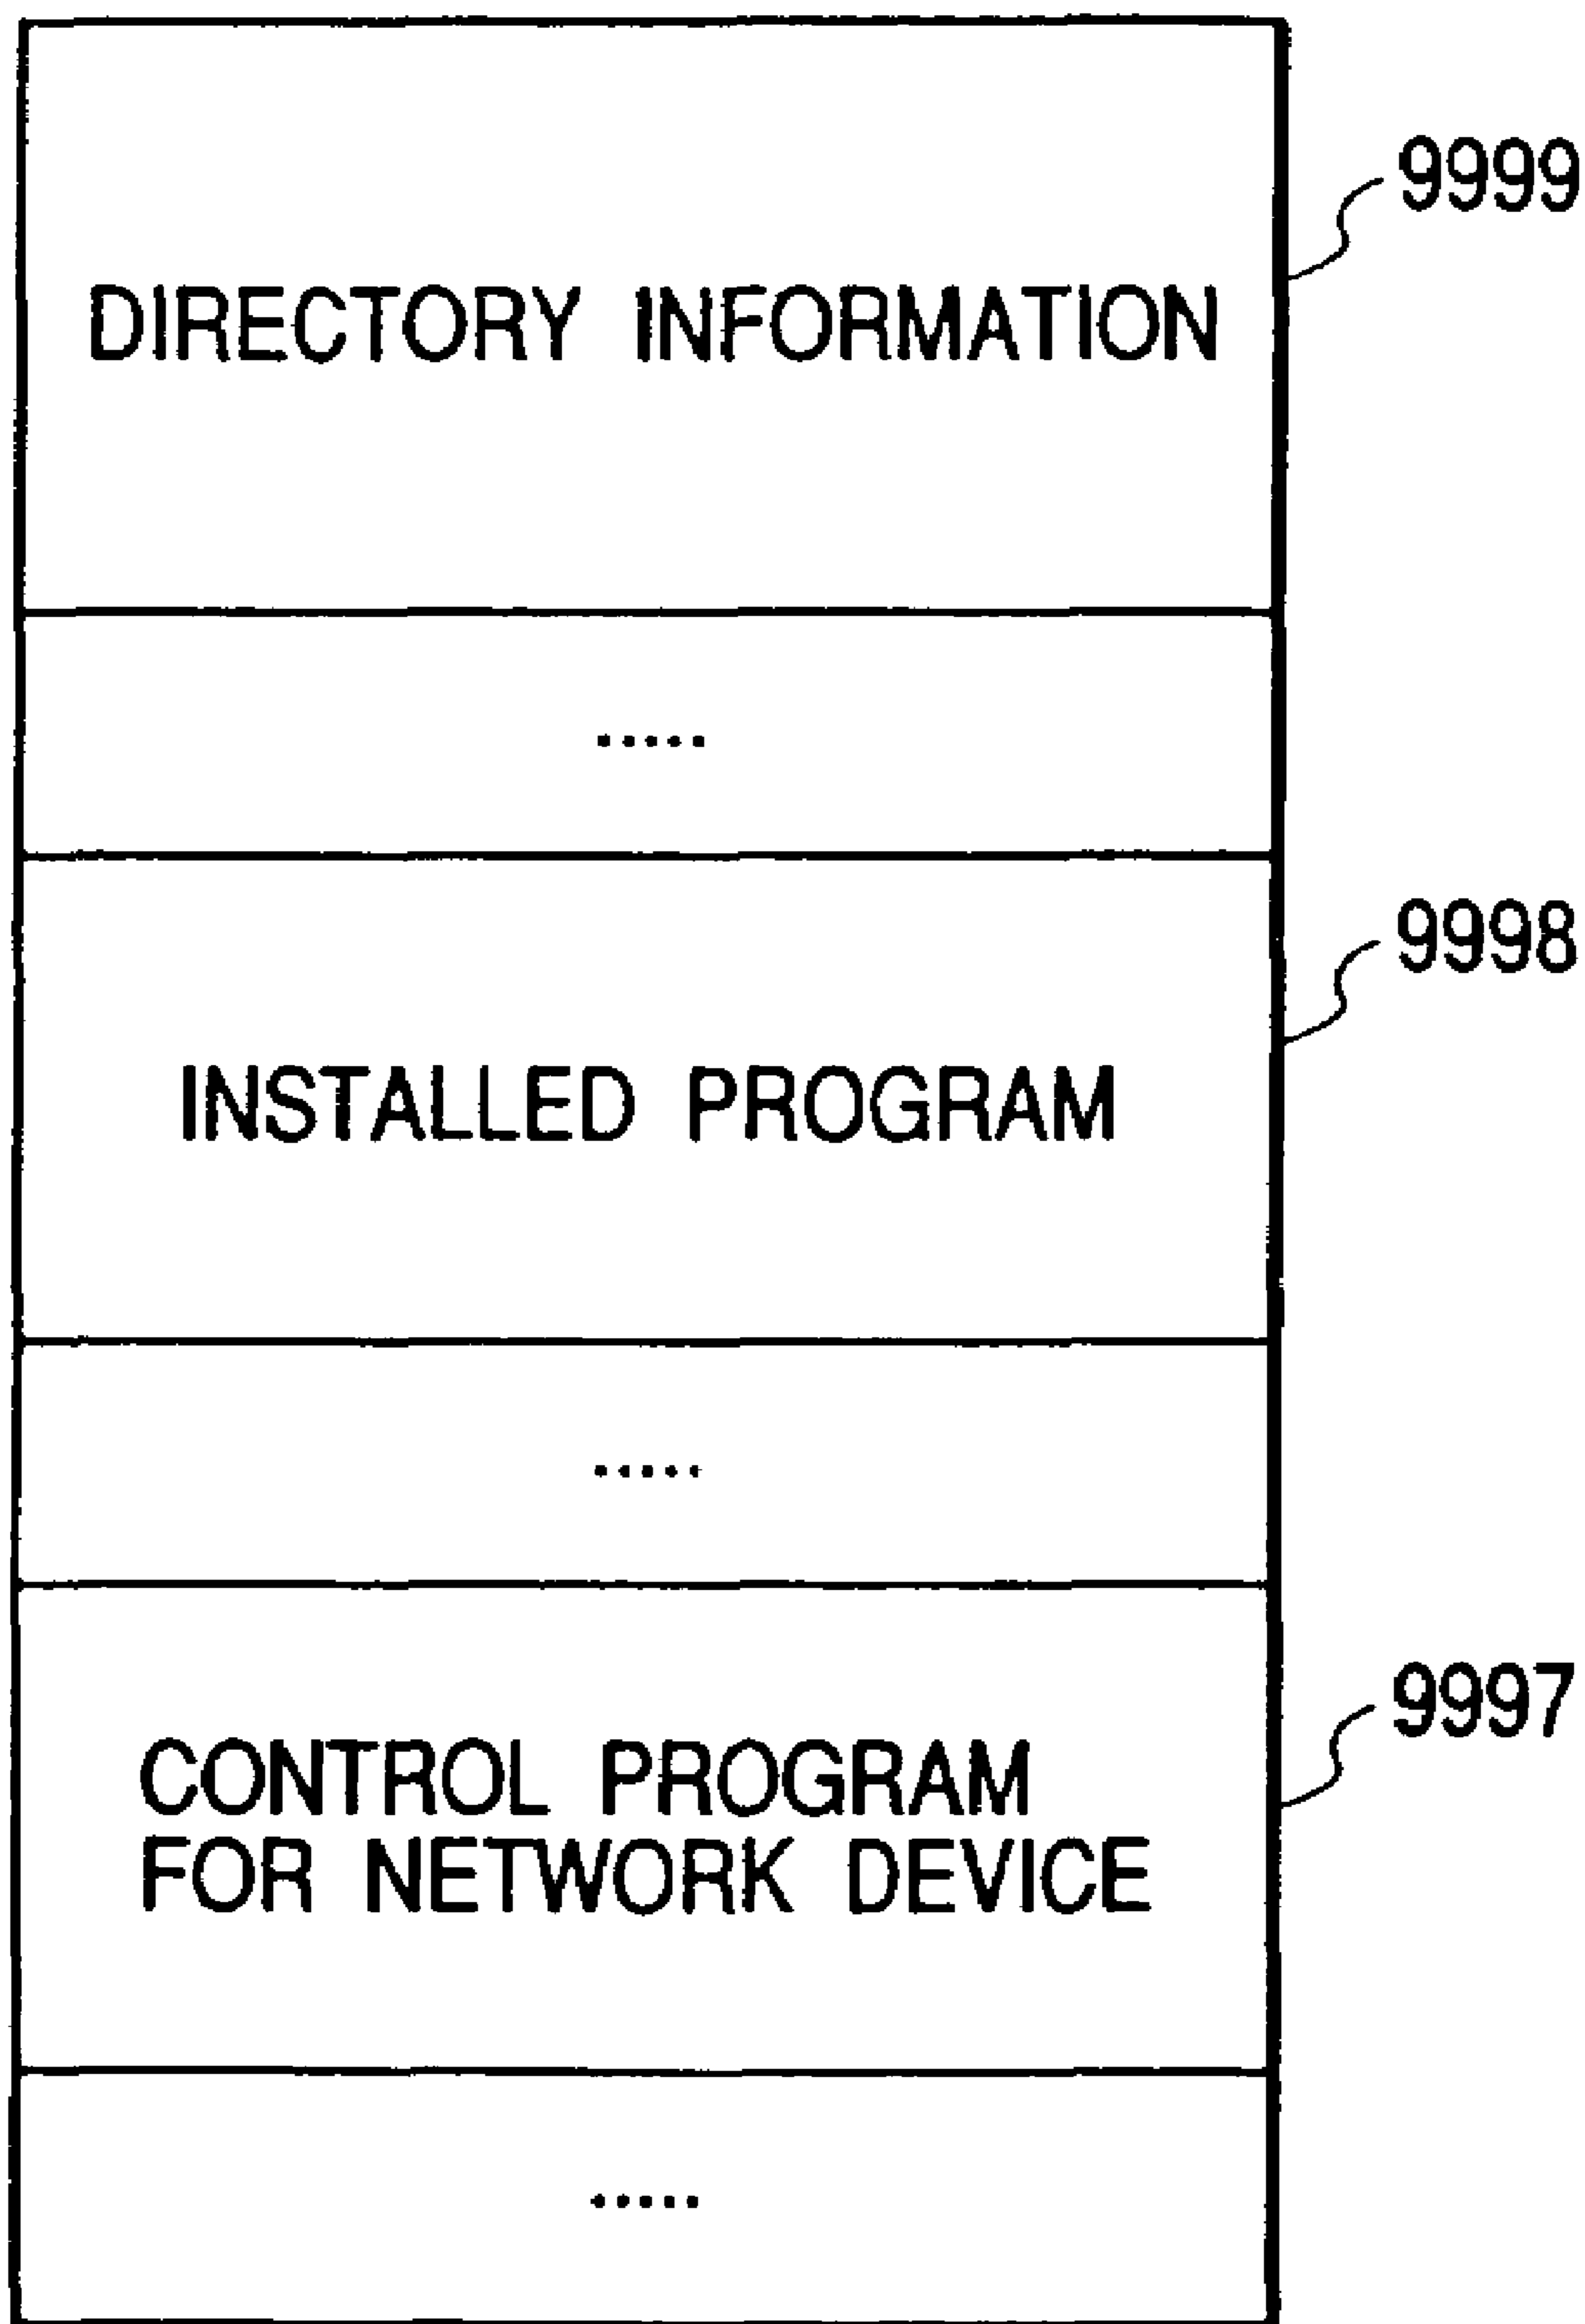 9999
DIRECTORY INFORMATION
.....
9998
INSTALLED PROGRAM
.....
9997
CONTROL PROGRAM
FOR NETWORK DEVICE
.....